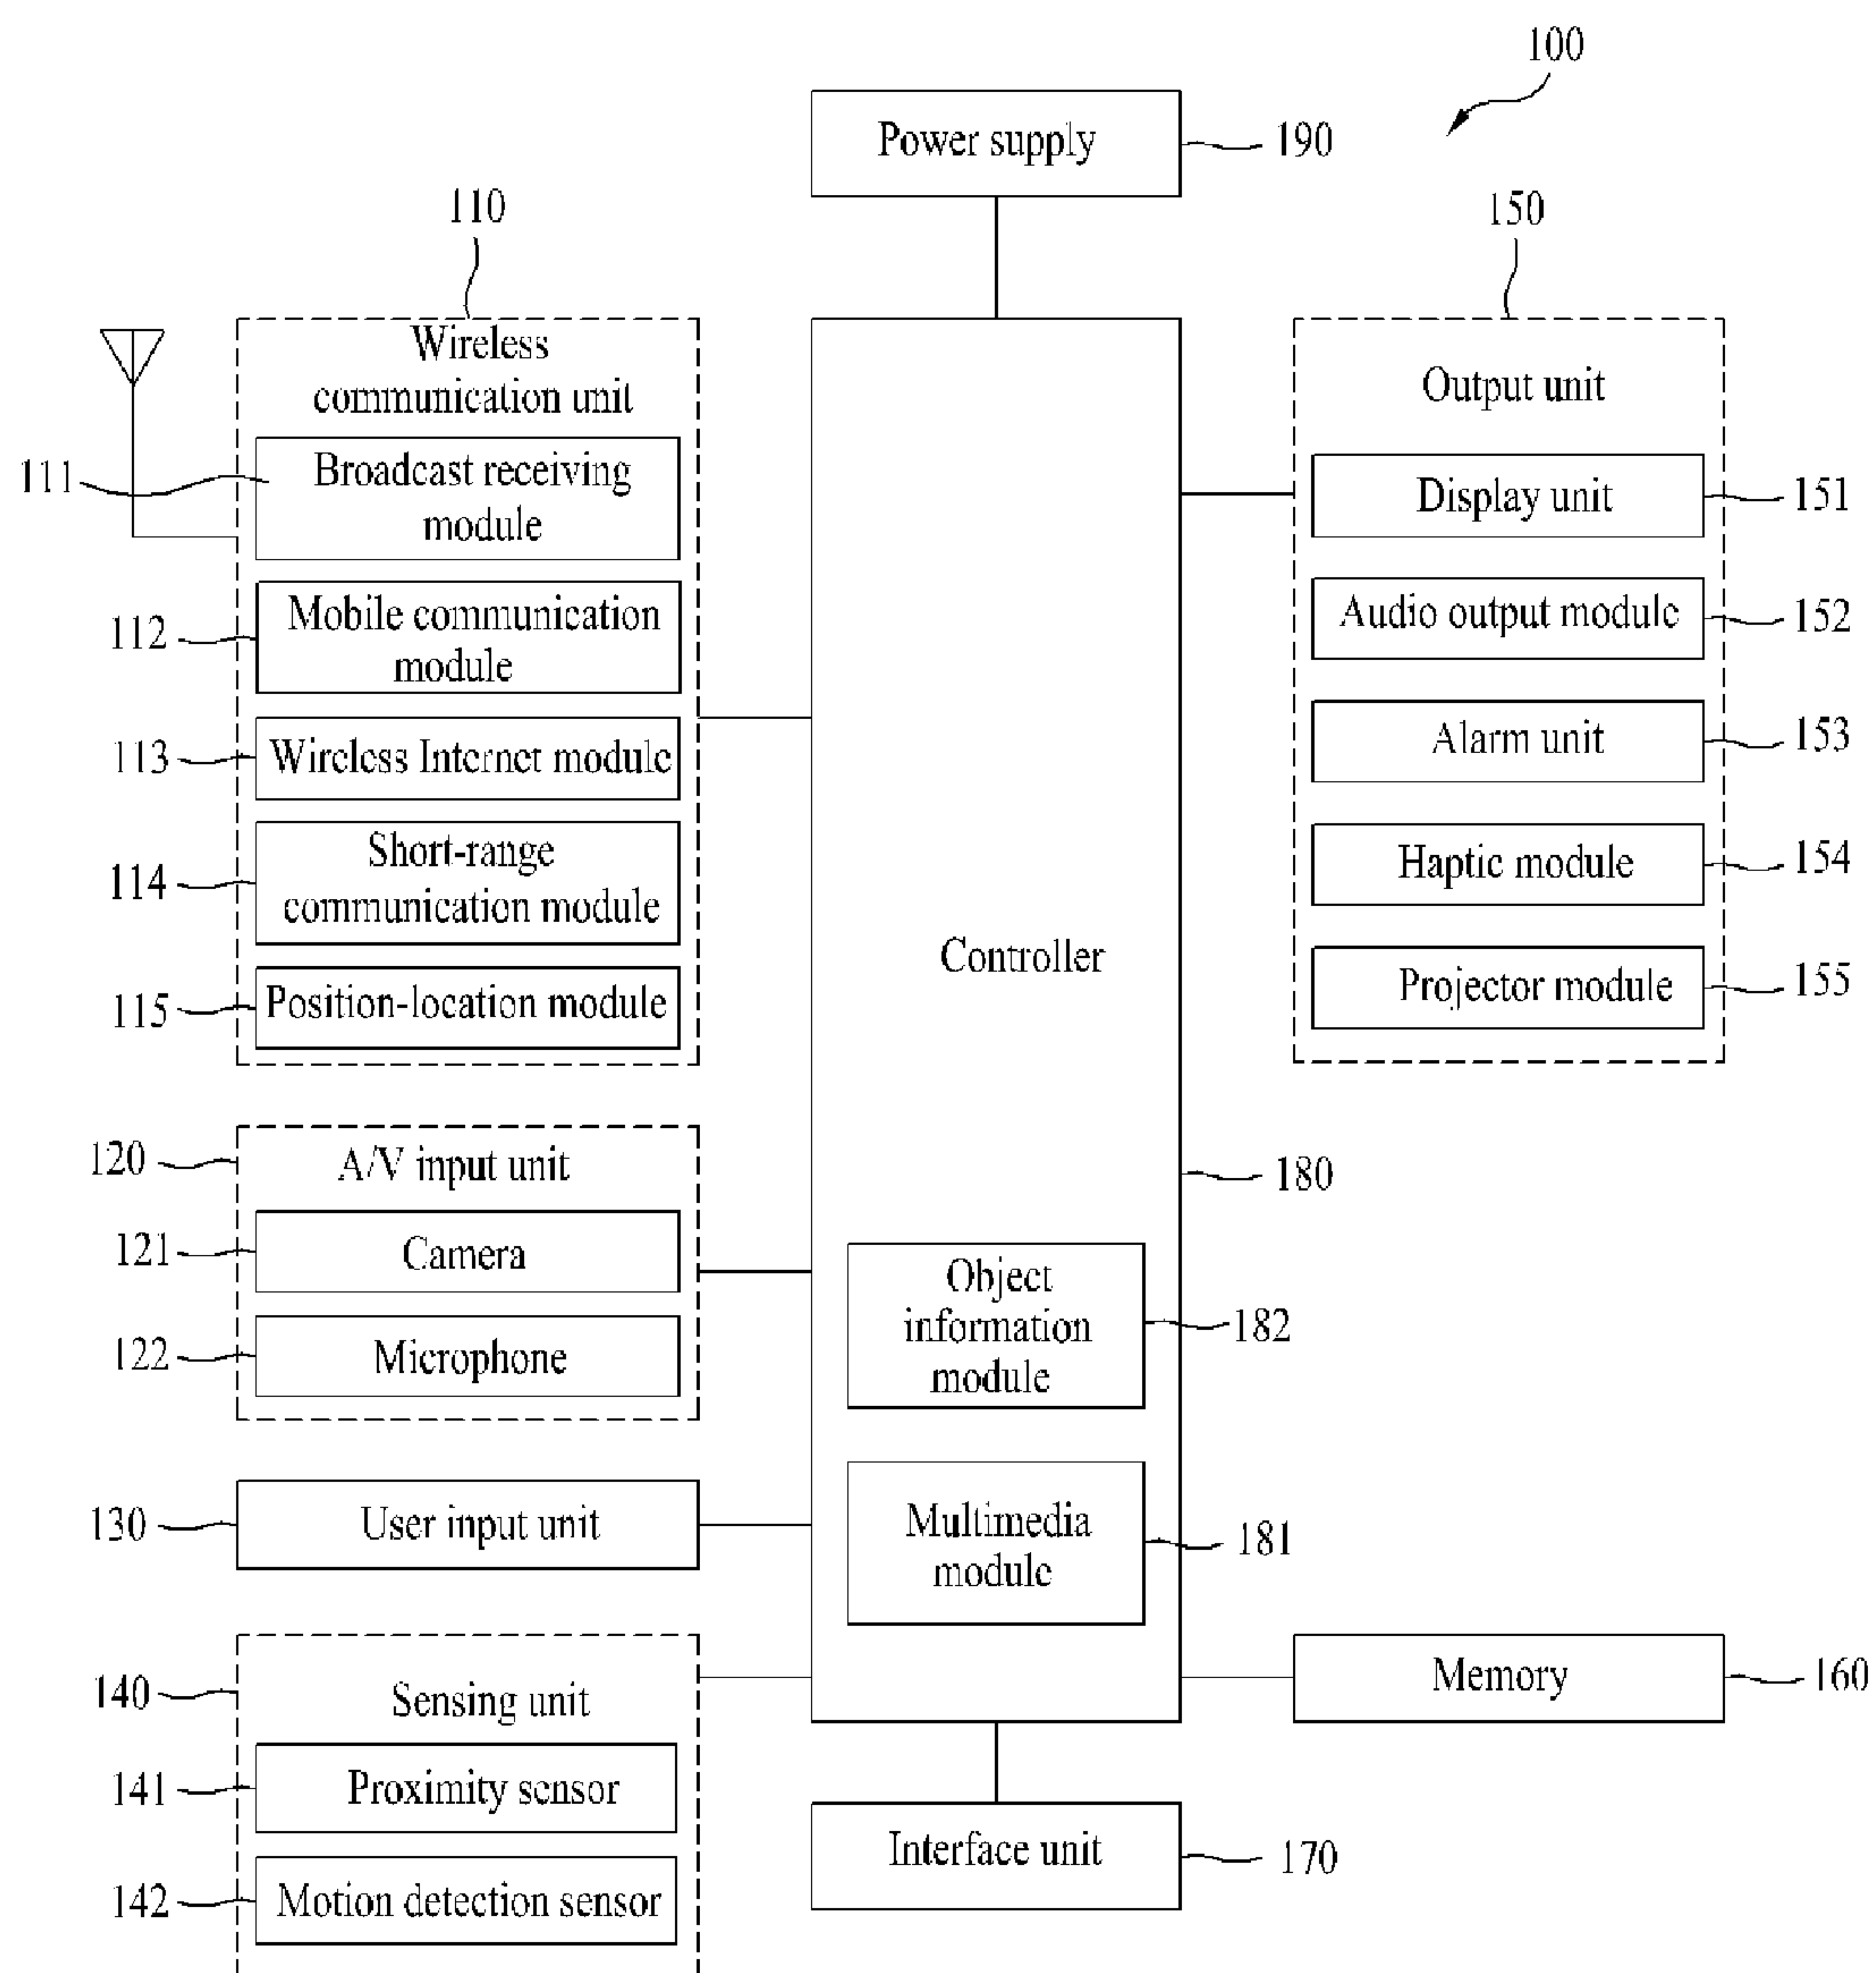 100
Power supply
190
110
150
Wireless
communication unit
111
Broadcast receiving
module
112
Mobile communication
module
113
Wireless Internet module
114
Short-range
communication module
115
Position-location module
Output unit
Display unit
151
Audio output module
152
Alarm unit
153
Haptic module
154
Projector module
155
Controller
180
120
A/V input unit
121
Camera
122
Microphone
Object
information
module
182
130
User input unit
Multimedia
module
181
140
Sensing unit
141
Proximity sensor
142
Motion detection sensor
Memory
160
Interface unit
170